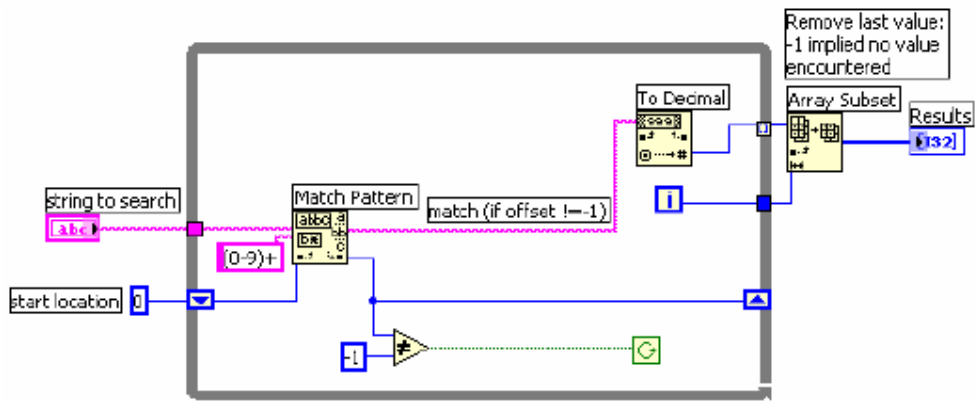 Remove last value:
-1 implied no value
encountered
To Decimal
Array Subset
Results
[I32]
i
string to search
abc
Match Pattern
match (if offset !=-1)
[0-9]+
start location
0
-1
≠